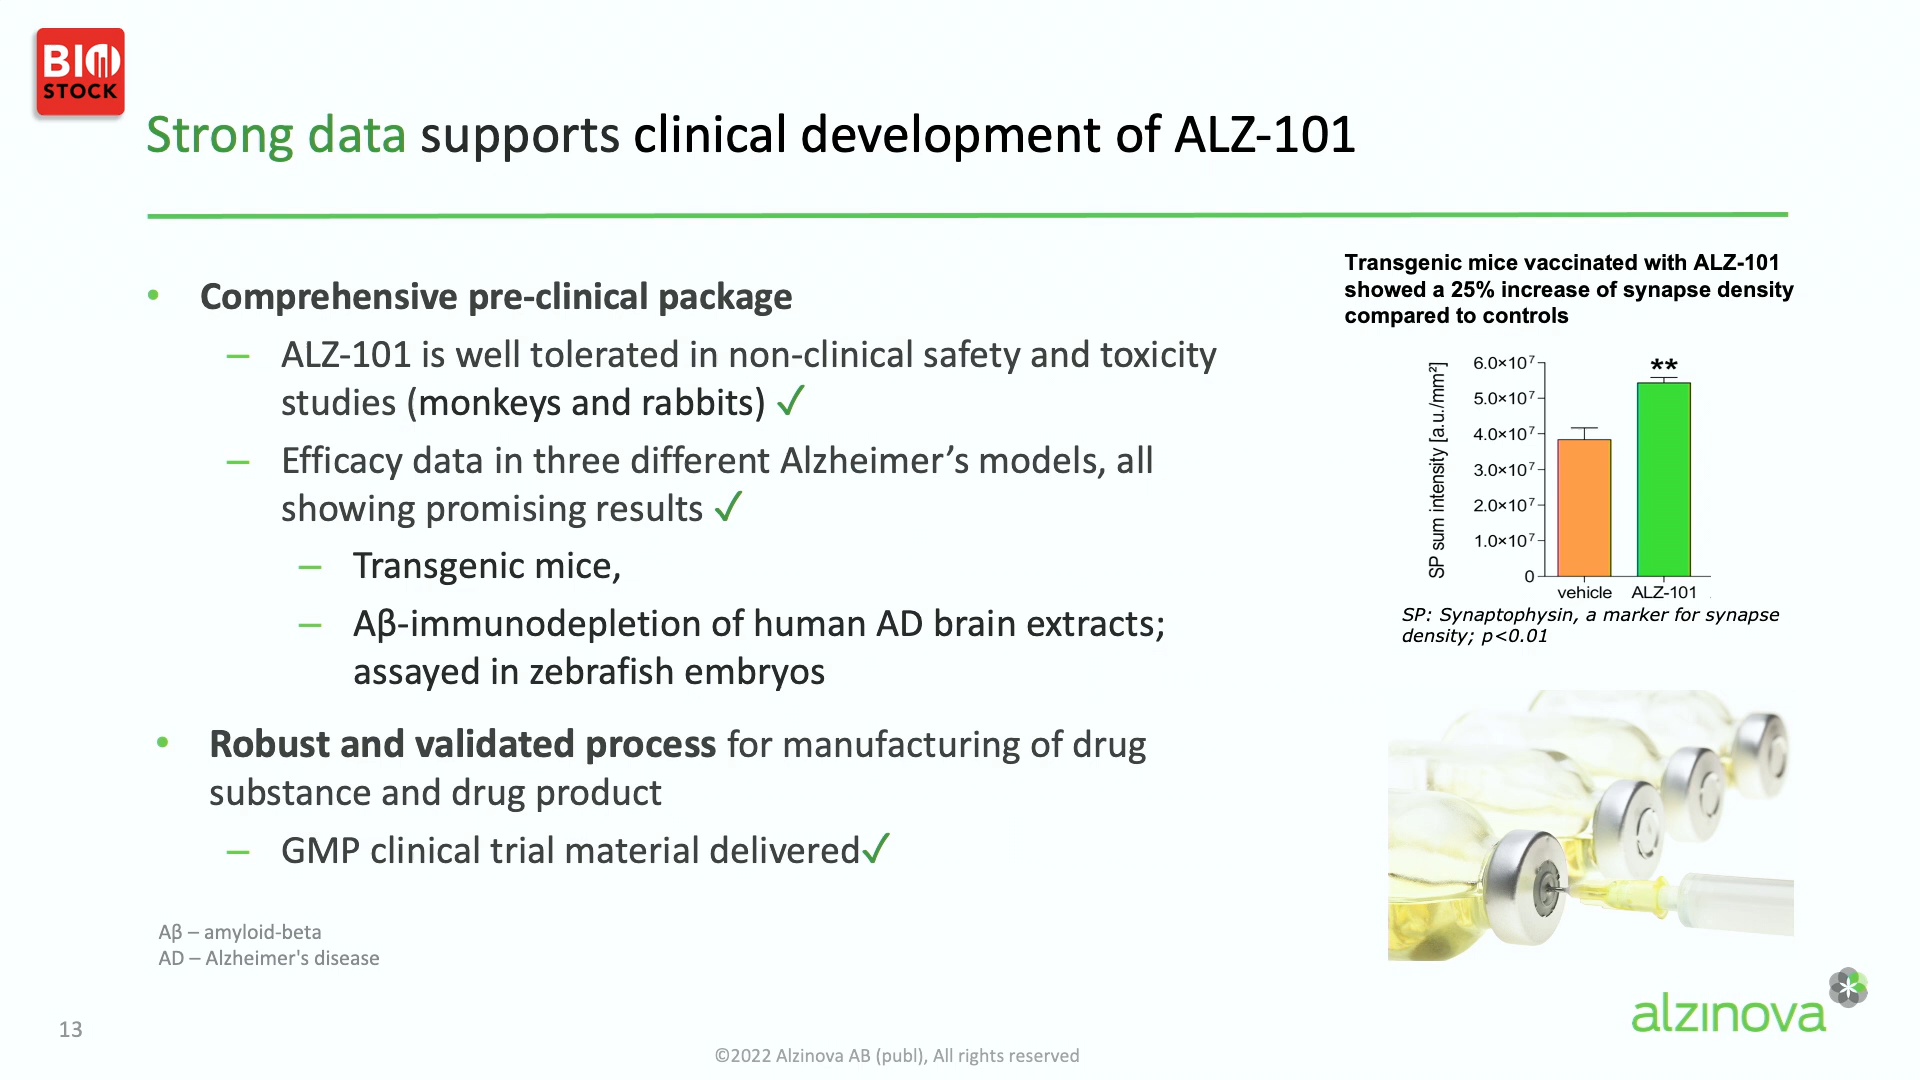 BIO
STOCK
Strong data supports clinical development of ALZ-101
• Comprehensive pre-clinical package
– ALZ-101 is well tolerated in non-clinical safety and toxicity
studies (monkeys and rabbits) ✓
– Efficacy data in three different Alzheimer’s models, all
showing promising results ✓
– Transgenic mice,
– Aβ-immunodepletion of human AD brain extracts;
assayed in zebrafish embryos
• Robust and validated process for manufacturing of drug
substance and drug product
– GMP clinical trial material delivered✓
Aβ – amyloid-beta
AD – Alzheimer's disease
Transgenic mice vaccinated with ALZ-101
showed a 25% increase of synapse density
compared to controls
SP sum intensity [a.u./mm²]
6.0×10⁷
5.0×10⁷
4.0×10⁷
3.0×10⁷
2.0×10⁷
1.0×10⁷
0
**
vehicle ALZ-101
SP: Synaptophysin, a marker for synapse
density; p<0.01
alzinova
13
©2022 Alzinova AB (publ), All rights reserved